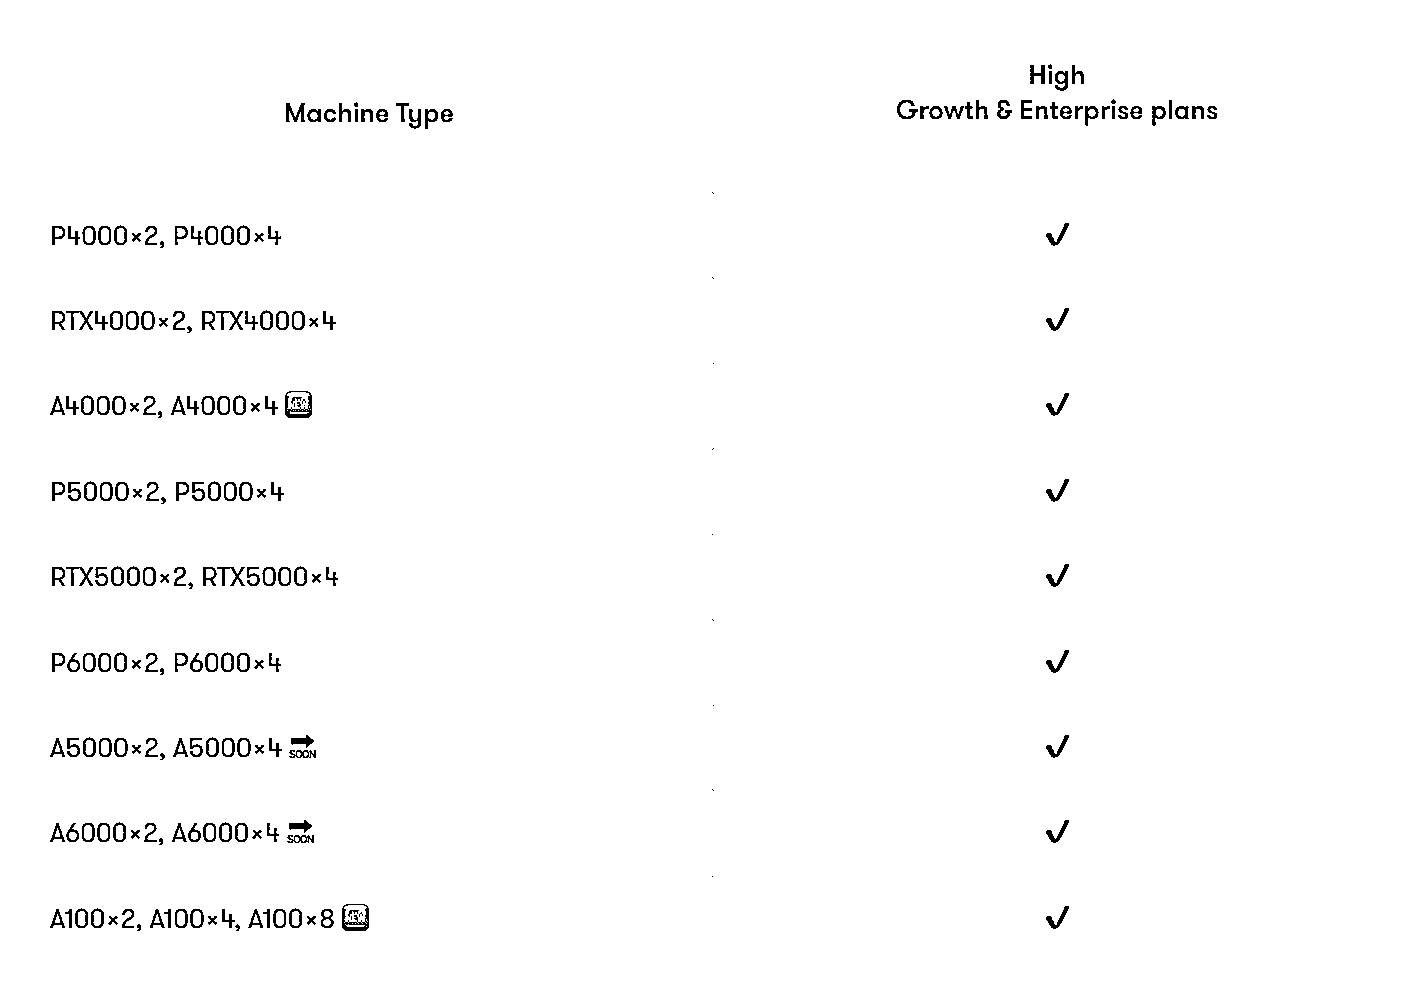 High
Machine Type Growth & Enterprise plans
P4000×2, P4000×4 ✔
RTX4000×2, RTX4000×4 ✔
A4000×2, A4000×4 ✔
P5000×2, P5000×4 ✔
RTX5000×2, RTX5000×4 ✔
P6000×2, P6000×4 ✔
A5000×2, A5000×4 SOON ✔
A6000×2, A6000×4 SOON ✔
A100×2, A100×4, A100×8 ✔